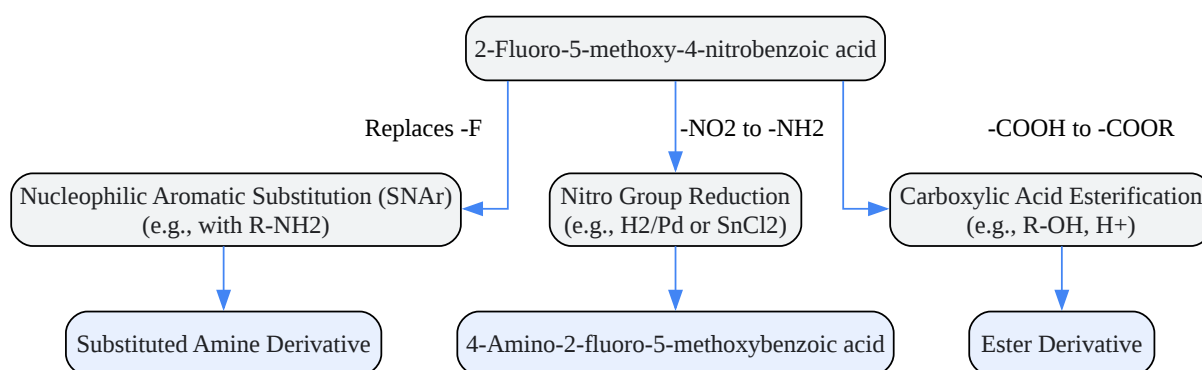 2-Fluoro-5-methoxy-4-nitrobenzoic acid
Replaces -F
-NO2 to -NH2
-COOH to -COOR
Nucleophilic Aromatic Substitution (SNAr)
(e.g., with R-NH2)
Nitro Group Reduction
(e.g., H2/Pd or SnCl2)
Carboxylic Acid Esterification
(e.g., R-OH, H+)
Substituted Amine Derivative
4-Amino-2-fluoro-5-methoxybenzoic acid
Ester Derivative